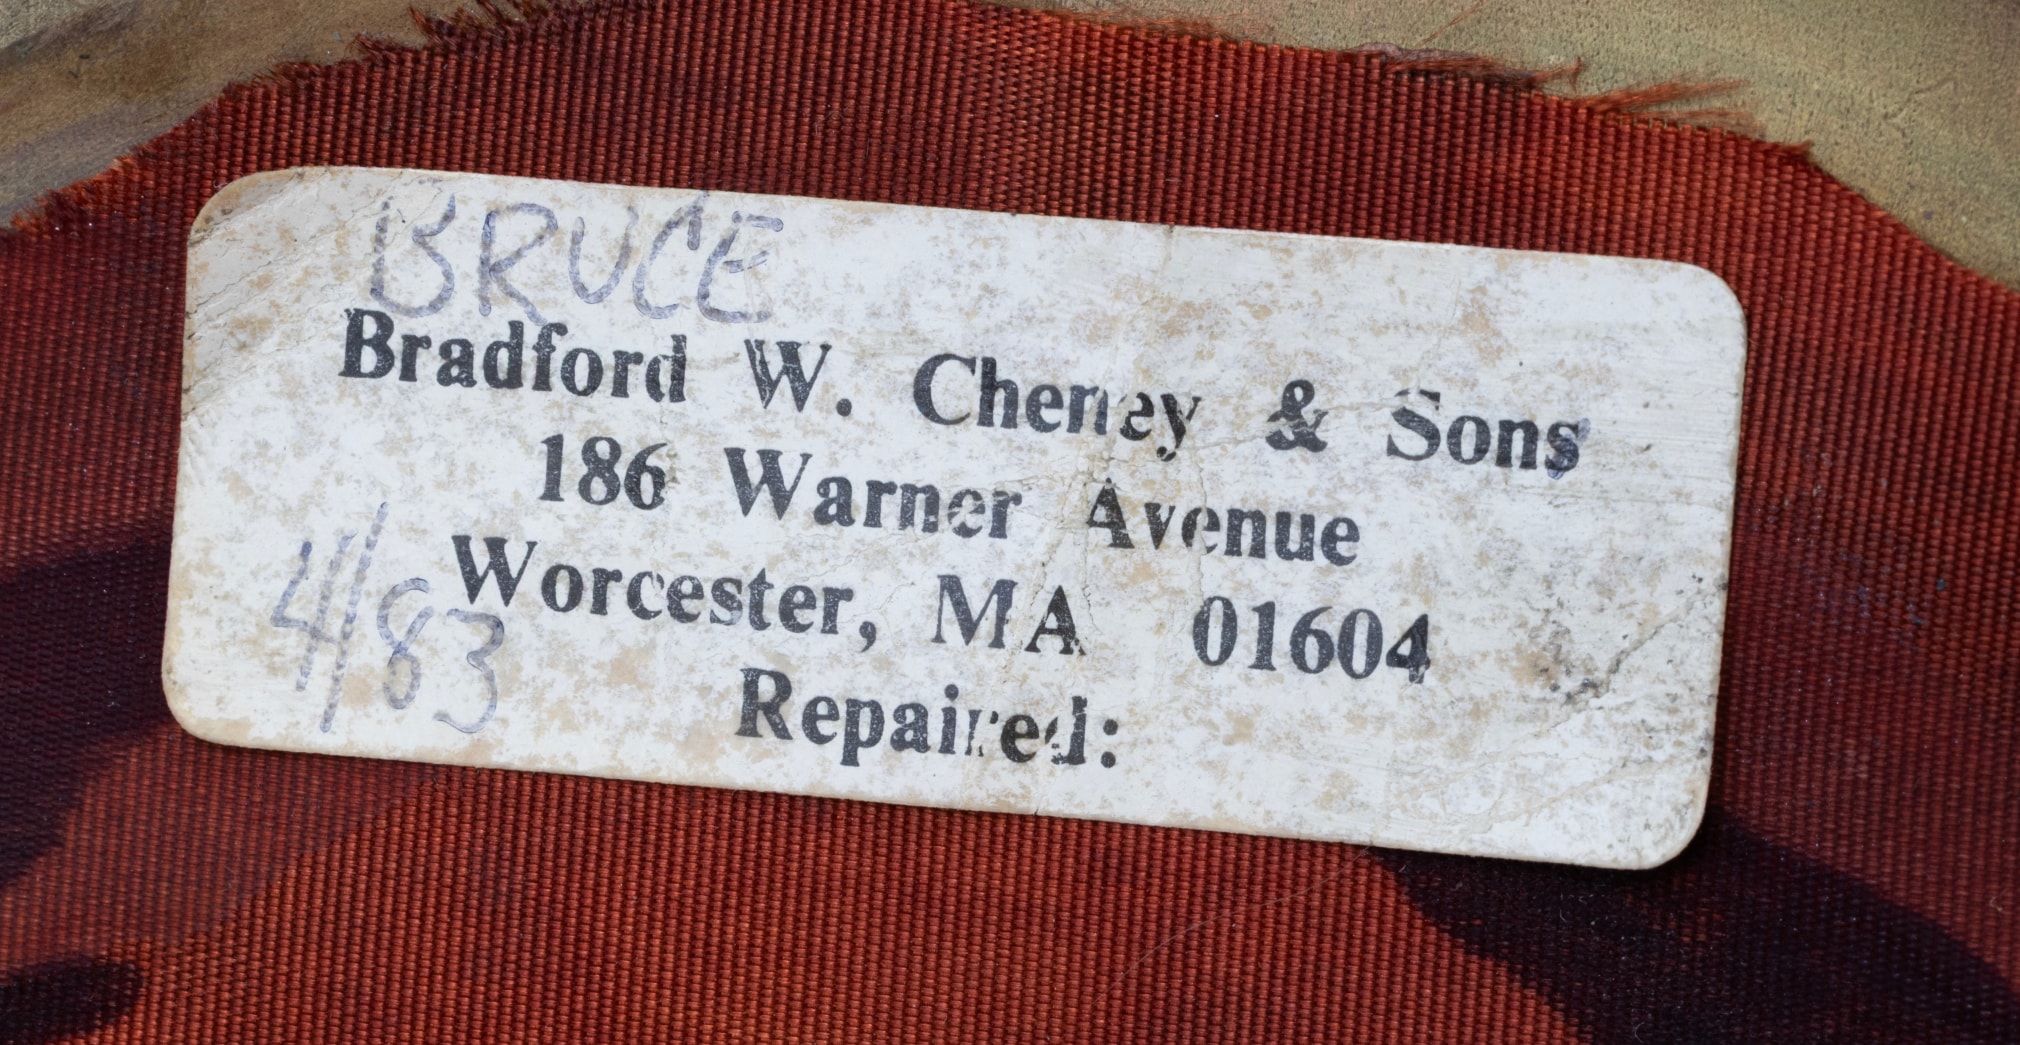 BRUCE
Bradford W. Cheney & Sons
186 Warner Avenue
Worcester, MA 01604
4/83
Repaired: